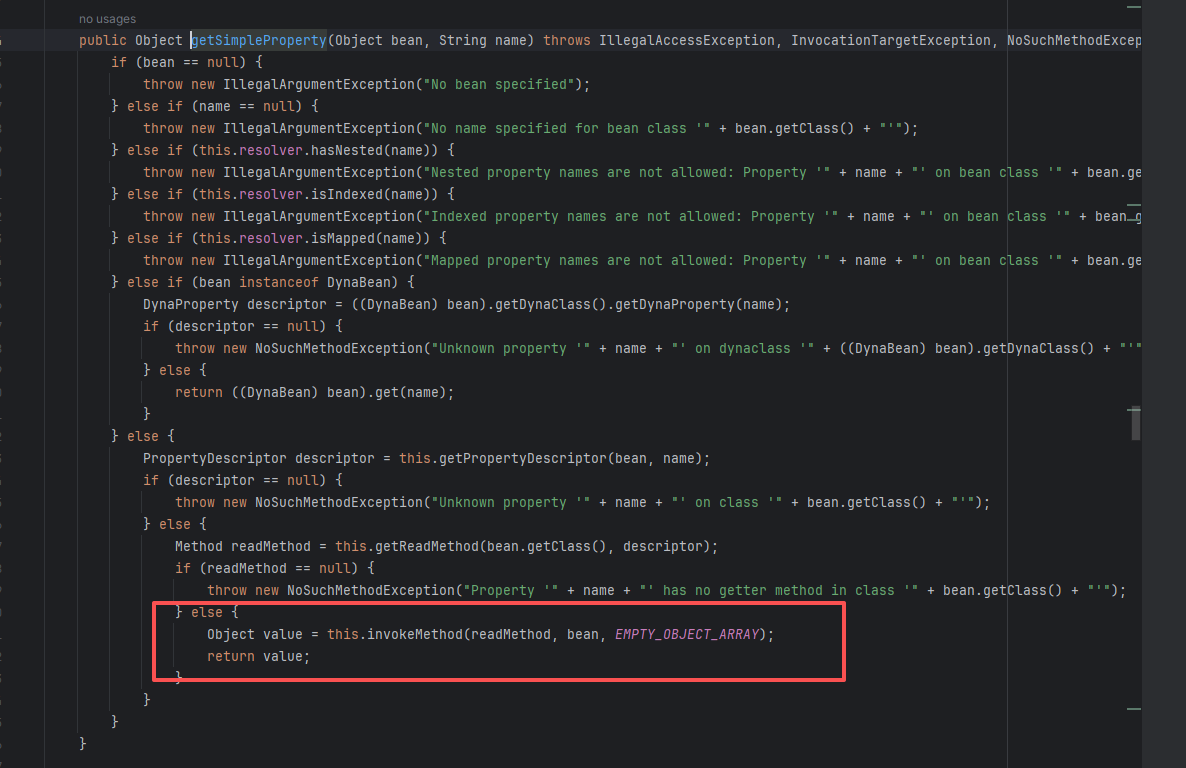 no usages
public Object getSimpleProperty(Object bean, String name) throws IllegalAccessException, InvocationTargetException, NoSuchMethodExcep
if (bean == null) {
throw new IllegalArgumentException("No bean specified");
} else if (name == null) {
throw new IllegalArgumentException("No name specified for bean class '" + bean.getClass() + "'");
} else if (this.resolver.hasNested(name)) {
throw new IllegalArgumentException("Nested property names are not allowed: Property '" + name + "' on bean class '" + bean.ge
} else if (this.resolver.isIndexed(name)) {
throw new IllegalArgumentException("Indexed property names are not allowed: Property '" + name + "' on bean class '" + bean.g
} else if (this.resolver.isMapped(name)) {
throw new IllegalArgumentException("Mapped property names are not allowed: Property '" + name + "' on bean class '" + bean.ge
} else if (bean instanceof DynaBean) {
DynaProperty descriptor = ((DynaBean) bean).getDynaClass().getDynaProperty(name);
if (descriptor == null) {
throw new NoSuchMethodException("Unknown property '" + name + "' on dynaclass '" + ((DynaBean) bean).getDynaClass() + "'"
} else {
return ((DynaBean) bean).get(name);
}
} else {
PropertyDescriptor descriptor = this.getPropertyDescriptor(bean, name);
if (descriptor == null) {
throw new NoSuchMethodException("Unknown property '" + name + "' on class '" + bean.getClass() + "'");
} else {
Method readMethod = this.getReadMethod(bean.getClass(), descriptor);
if (readMethod == null) {
throw new NoSuchMethodException("Property '" + name + "' has no getter method in class '" + bean.getClass() + "'");
} else {
Object value = this.invokeMethod(readMethod, bean, EMPTY_OBJECT_ARRAY);
return value;
}
}
}
}